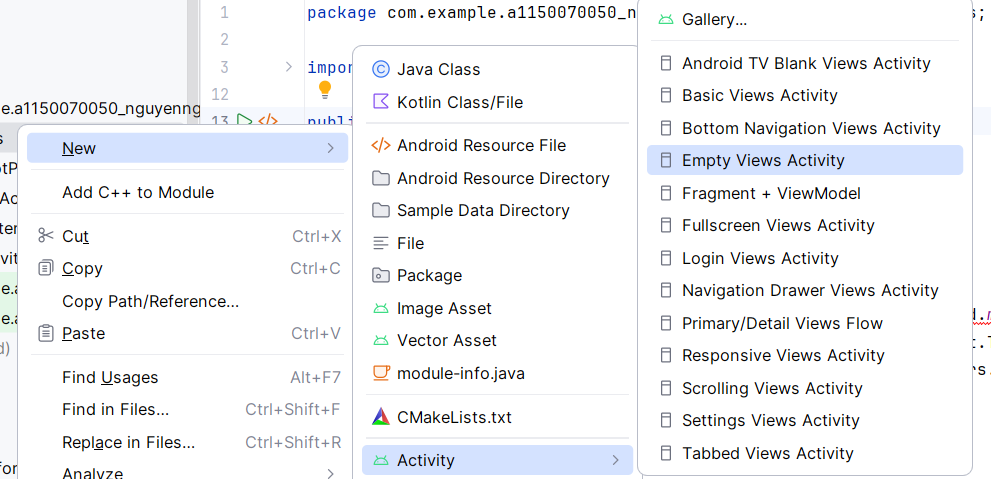 1
package com.example.a1150070050_n
2
3
impor
12
13
publi
e.a1150070050_nguyenng
New
Add C++ to Module
Cut Ctrl+X
Copy Ctrl+C
Copy Path/Reference...
Paste Ctrl+V
Find Usages Alt+F7
Find in Files... Ctrl+Shift+F
Replace in Files... Ctrl+Shift+R
Analyze
Java Class
Kotlin Class/File
Android Resource File
Android Resource Directory
Sample Data Directory
File
Package
Image Asset
Vector Asset
module-info.java
CMakeLists.txt
Activity
Gallery...
Android TV Blank Views Activity
Basic Views Activity
Bottom Navigation Views Activity
Empty Views Activity
Fragment + ViewModel
Fullscreen Views Activity
Login Views Activity
Navigation Drawer Views Activity
Primary/Detail Views Flow
Responsive Views Activity
Scrolling Views Activity
Settings Views Activity
Tabbed Views Activity